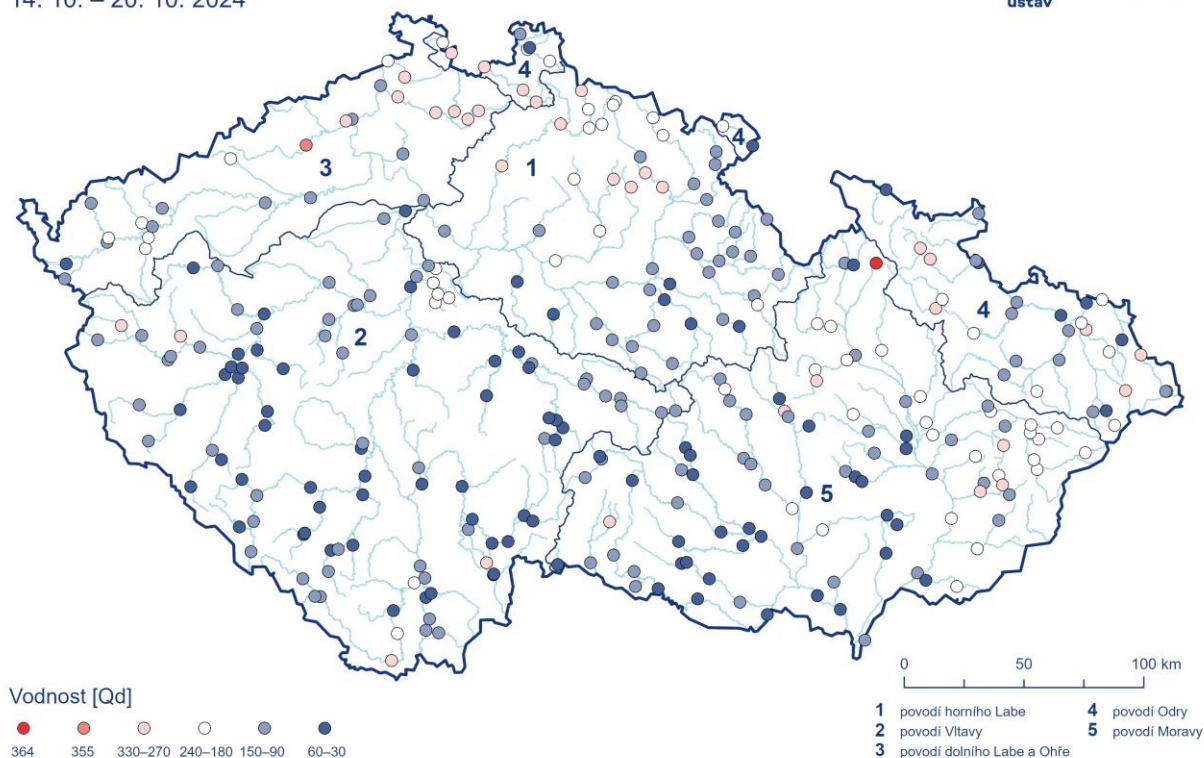 14. 10. – 20. 10. 2024
ústav
4
4
1
3
2
4
5
0 50 100 km
Vodnost [Qd]
364 355 330–270 240–180 150–90 60–30
1 povodí horního Labe
2 povodí Vltavy
3 povodí dolního Labe a Ohře
4 povodí Odry
5 povodí Moravy